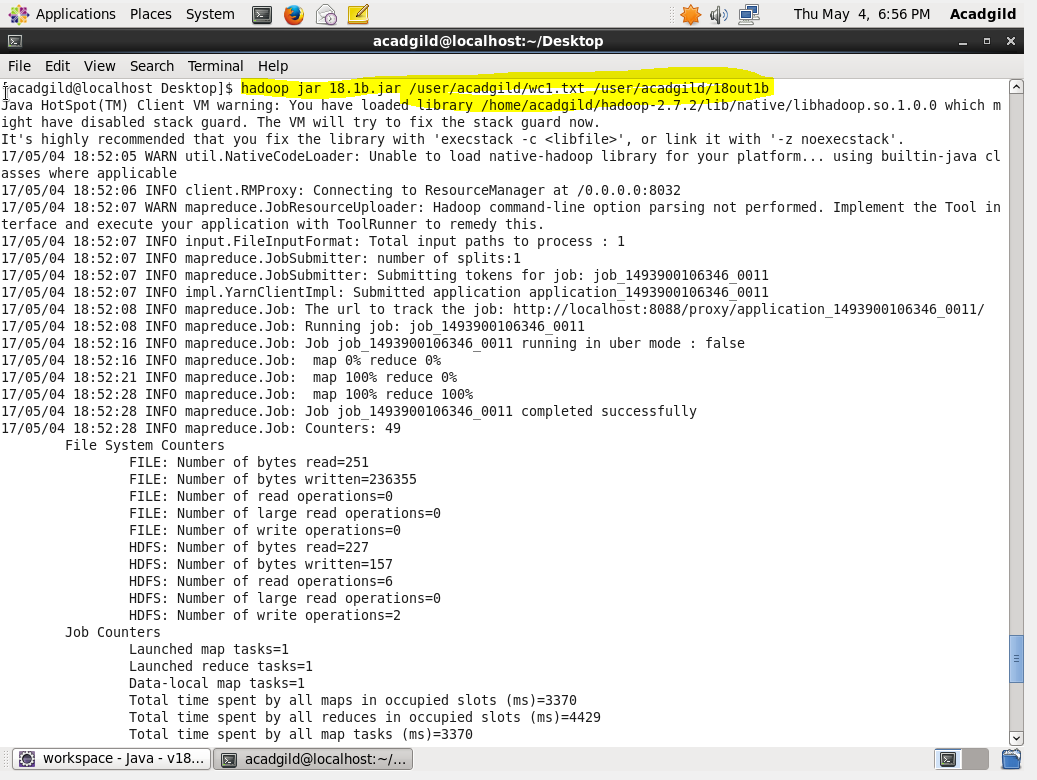 Applications Places System Thu May 4, 6:56 PM Acadgild
acadgild@localhost:~/Desktop
File Edit View Search Terminal Help
[acadgild@localhost Desktop]$ hadoop jar 18.1b.jar /user/acadgild/wc1.txt /user/acadgild/18out1b
Java HotSpot(TM) Client VM warning: You have loaded library /home/acadgild/hadoop-2.7.2/lib/native/libhadoop.so.1.0.0 which m
ight have disabled stack guard. The VM will try to fix the stack guard now.
It's highly recommended that you fix the library with 'execstack -c <libfile>', or link it with '-z noexecstack'.
17/05/04 18:52:05 WARN util.NativeCodeLoader: Unable to load native-hadoop library for your platform... using builtin-java cl
asses where applicable
17/05/04 18:52:06 INFO client.RMProxy: Connecting to ResourceManager at /0.0.0.0:8032
17/05/04 18:52:07 WARN mapreduce.JobResourceUploader: Hadoop command-line option parsing not performed. Implement the Tool in
terface and execute your application with ToolRunner to remedy this.
17/05/04 18:52:07 INFO input.FileInputFormat: Total input paths to process : 1
17/05/04 18:52:07 INFO mapreduce.JobSubmitter: number of splits:1
17/05/04 18:52:07 INFO mapreduce.JobSubmitter: Submitting tokens for job: job_1493900106346_0011
17/05/04 18:52:07 INFO impl.YarnClientImpl: Submitted application application_1493900106346_0011
17/05/04 18:52:08 INFO mapreduce.Job: The url to track the job: http://localhost:8088/proxy/application_1493900106346_0011/
17/05/04 18:52:08 INFO mapreduce.Job: Running job: job_1493900106346_0011
17/05/04 18:52:16 INFO mapreduce.Job: Job job_1493900106346_0011 running in uber mode : false
17/05/04 18:52:16 INFO mapreduce.Job:  map 0% reduce 0%
17/05/04 18:52:21 INFO mapreduce.Job:  map 100% reduce 0%
17/05/04 18:52:28 INFO mapreduce.Job:  map 100% reduce 100%
17/05/04 18:52:28 INFO mapreduce.Job: Job job_1493900106346_0011 completed successfully
17/05/04 18:52:28 INFO mapreduce.Job: Counters: 49
File System Counters
FILE: Number of bytes read=251
FILE: Number of bytes written=236355
FILE: Number of read operations=0
FILE: Number of large read operations=0
FILE: Number of write operations=0
HDFS: Number of bytes read=227
HDFS: Number of bytes written=157
HDFS: Number of read operations=6
HDFS: Number of large read operations=0
HDFS: Number of write operations=2
Job Counters
Launched map tasks=1
Launched reduce tasks=1
Data-local map tasks=1
Total time spent by all maps in occupied slots (ms)=3370
Total time spent by all reduces in occupied slots (ms)=4429
Total time spent by all map tasks (ms)=3370
workspace - Java - v18... acadgild@localhost:~/...